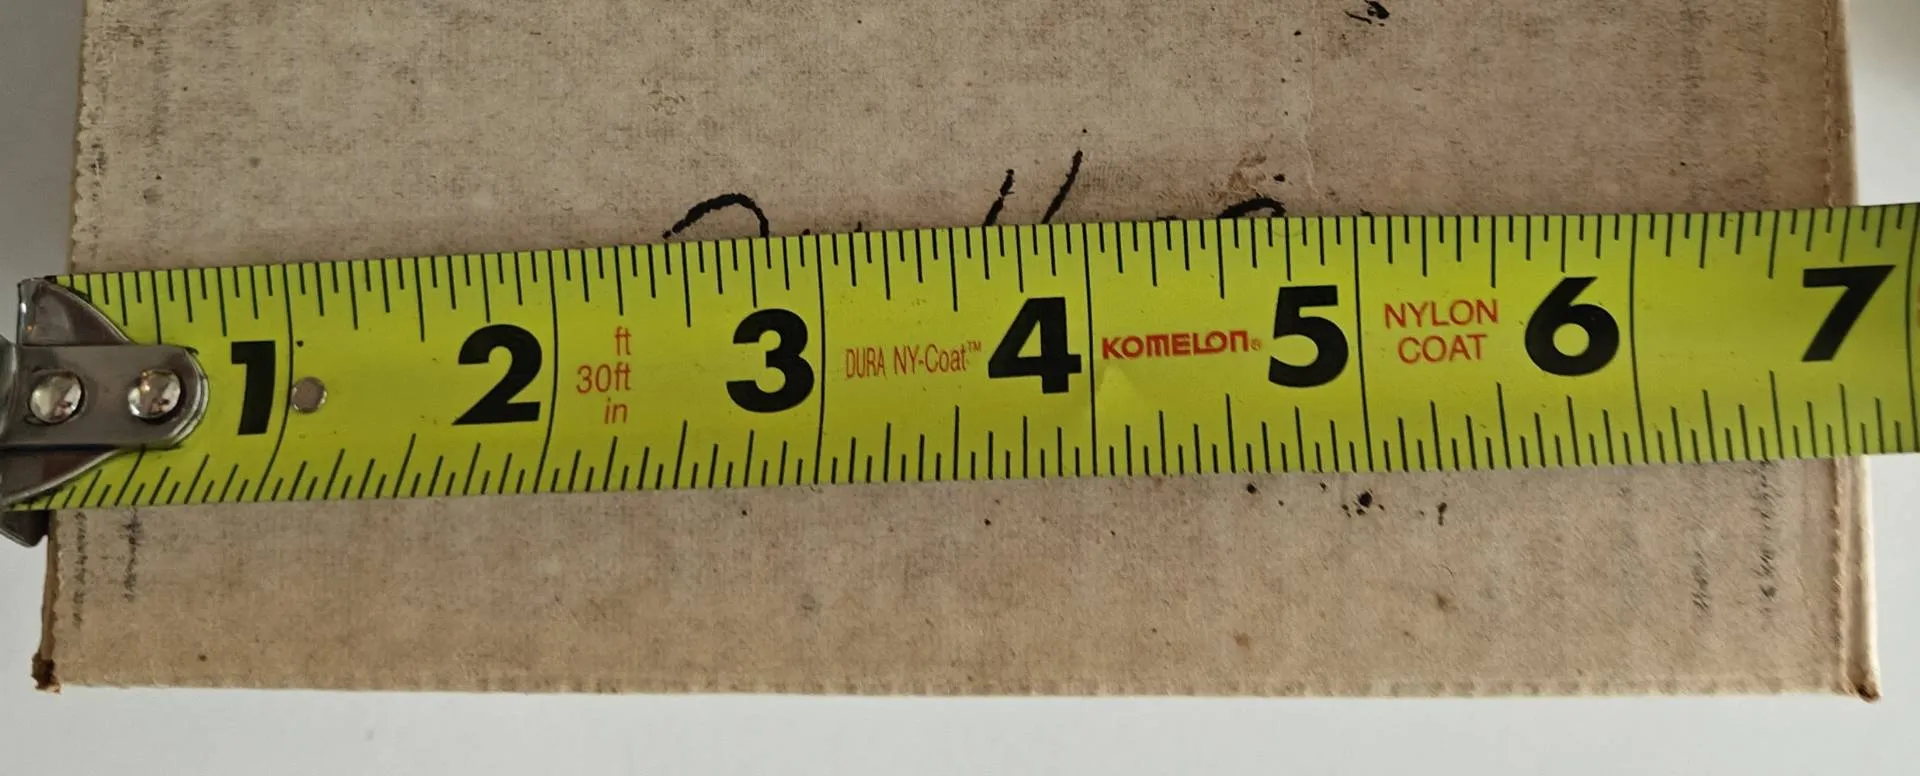 1 2 ft 3 DURA NY-Coat™ 4 KOMELON® 5 NYLON 6 7
30ft COAT
in